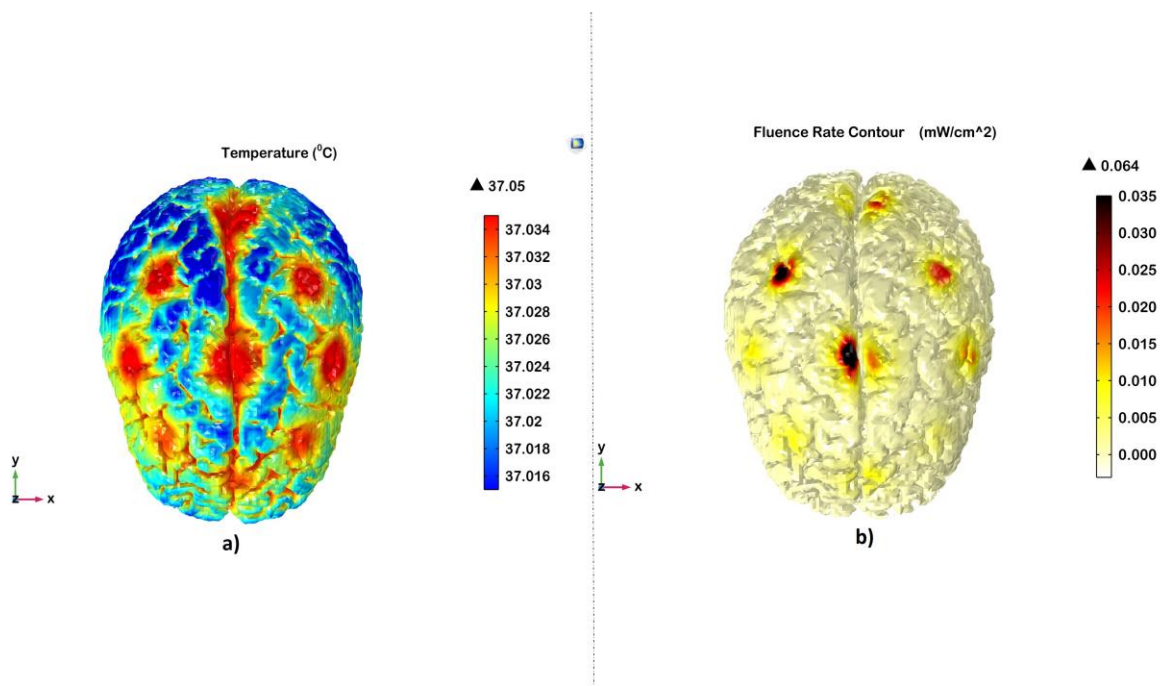 Temperature (⁰C)
▲ 37.05
37.034
37.03
37.028
37.026
37.024
37.022
37.02
37.018
37.016
y
z x
a)
Fluence Rate Contour (mW/cm^2)
▲ 0.064
0.035
0.030
0.025
0.020
0.015
0.010
0.005
0.000
y
z x
b)